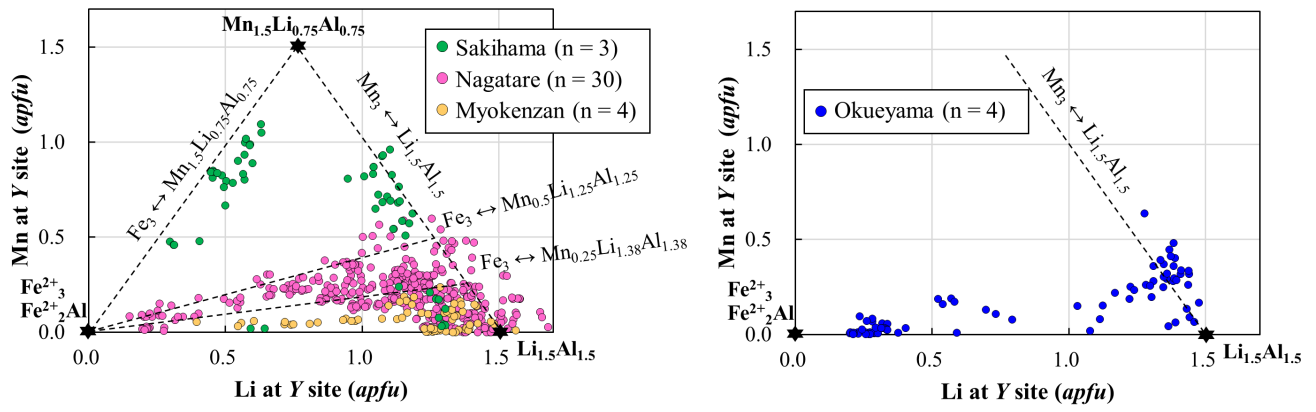 Mn1.5Li0.75Al0.75
1.5
1.0
0.5
0.0
Mn at Y site (apfu)
Sakihama (n = 3)
Nagatare (n = 30)
Myokenzan (n = 4)
Fe3 ↔ Mn1.5Li0.75Al0.75
Mn3 ↔ Li1.5Al1.5
Fe3 ↔ Mn0.5Li1.25Al1.25
Fe3 ↔ Mn0.25Li1.38Al1.38
Fe2+3
Fe2+2Al
Li1.5Al1.5
0.0
0.5
1.0
1.5
Li at Y site (apfu)
1.5
1.0
0.5
0.0
Mn at Y site (apfu)
Okueyama (n = 4)
Mn3 ↔ Li1.5Al1.5
Fe2+3
Fe2+2Al
Li1.5Al1.5
0.0
0.5
1.0
1.5
Li at Y site (apfu)